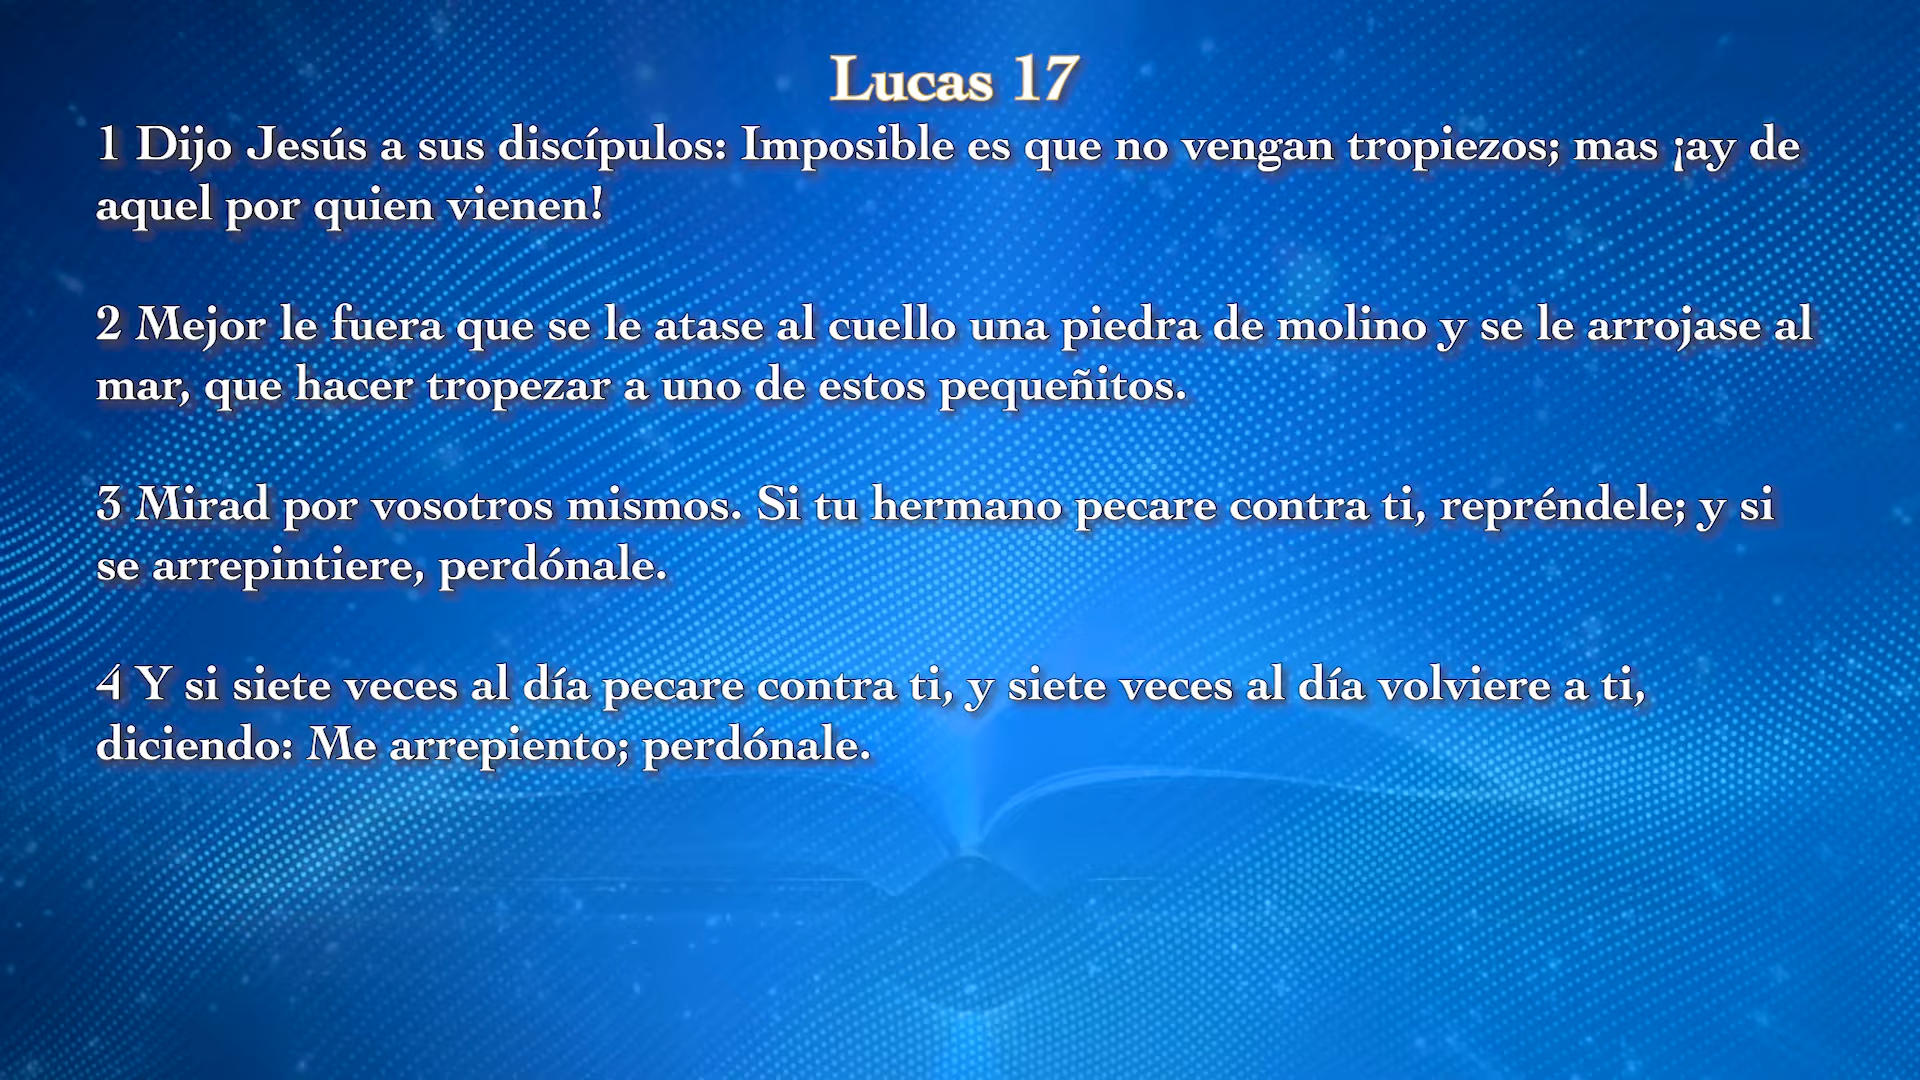 Lucas 17
1 Dijo Jesús a sus discípulos: Imposible es que no vengan tropiezos; mas ¡ay de
aquel por quien vienen!
2 Mejor le fuera que se le atase al cuello una piedra de molino y se le arrojase al
mar, que hacer tropezar a uno de estos pequeñitos.
3 Mirad por vosotros mismos. Si tu hermano pecare contra ti, repréndele; y si
se arrepintiere, perdónale.
4 Y si siete veces al día pecare contra ti, y siete veces al día volviere a ti,
diciendo: Me arrepiento; perdónale.